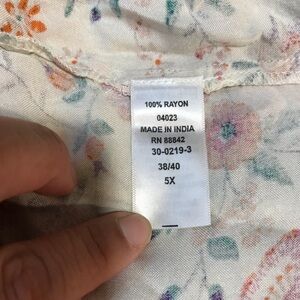 100% RAYON
04023
MADE IN INDIA
RN 88842
30-0219-3
38/40
5X